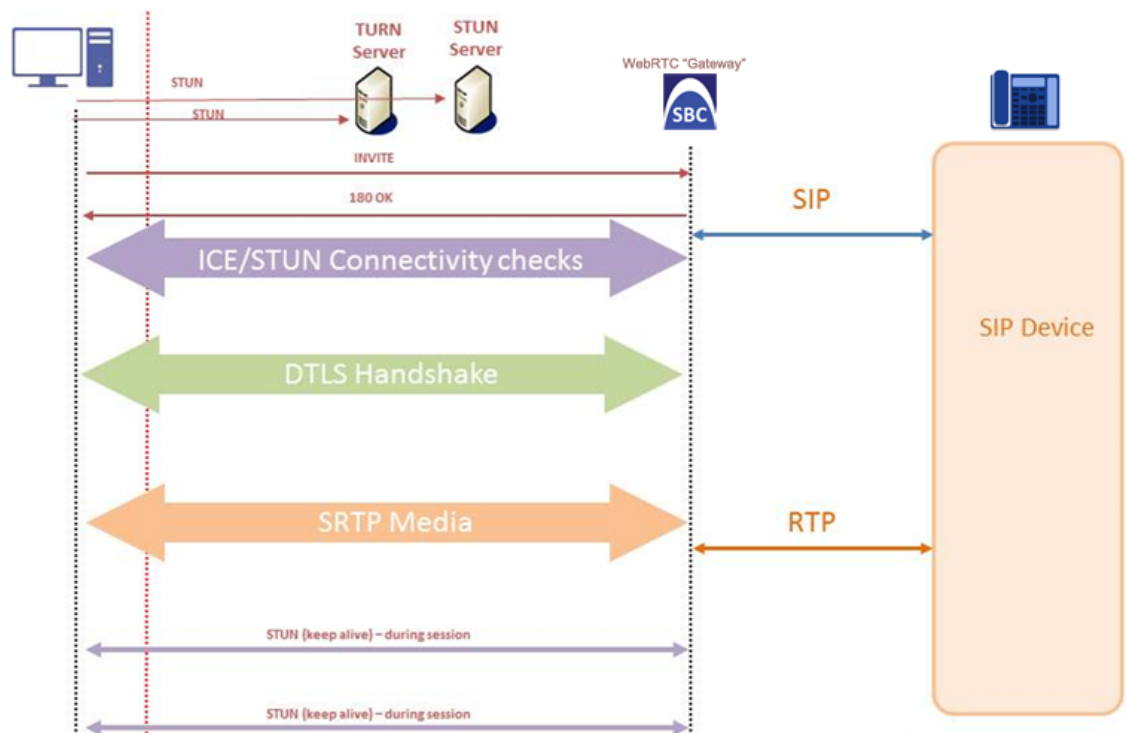 TURN
Server
STUN
Server
WebRTC "Gateway"
SBC
STUN
STUN
INVITE
180 OK
SIP
ICE/STUN Connectivity checks
SIP Device
DTLS Handshake
SRTP Media
RTP
STUN (keep alive) – during session
STUN (keep alive) – during session